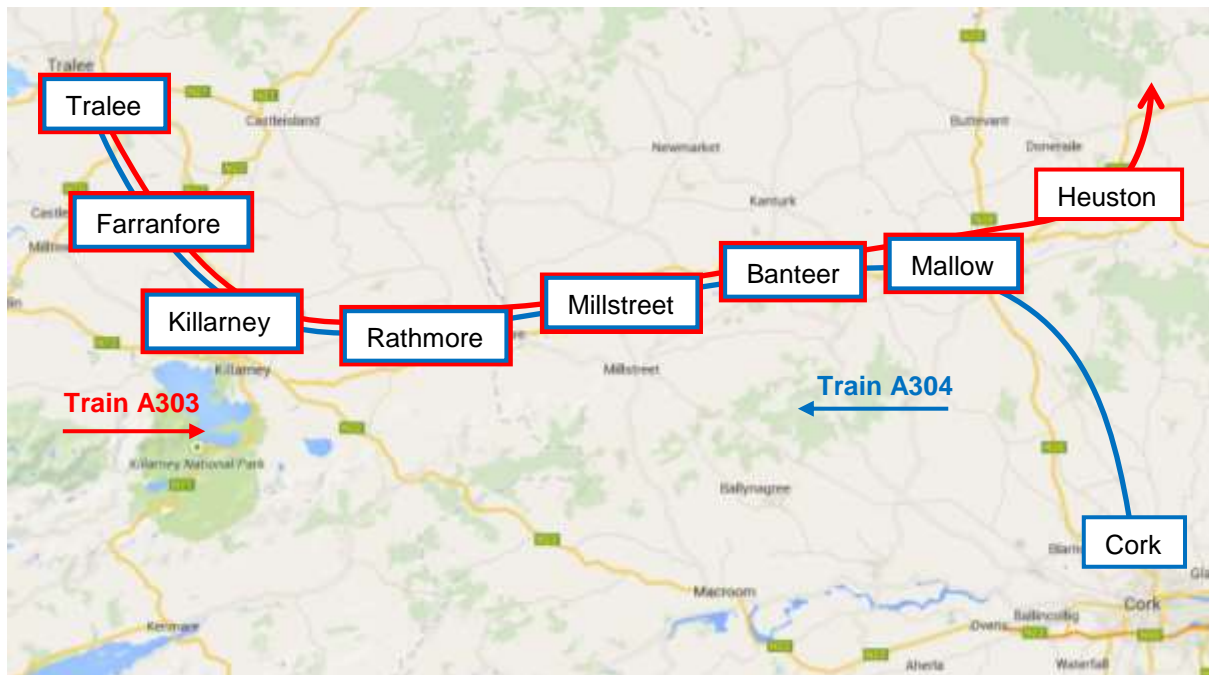 Tralee
Tralee
Castleisland
Buttevant
Doneraile
Newmarket
Heuston
Kanturk
Farranfore
Mallow
Banteer
Millstreet
Killarney
Rathmore
Killarney
Millstreet
Train A303
Train A304
Killarney National Park
Ballynagree
Cork
Macroom
Cork
Ballincollig
Ovens
Kenmare
Aherla
Waterfall